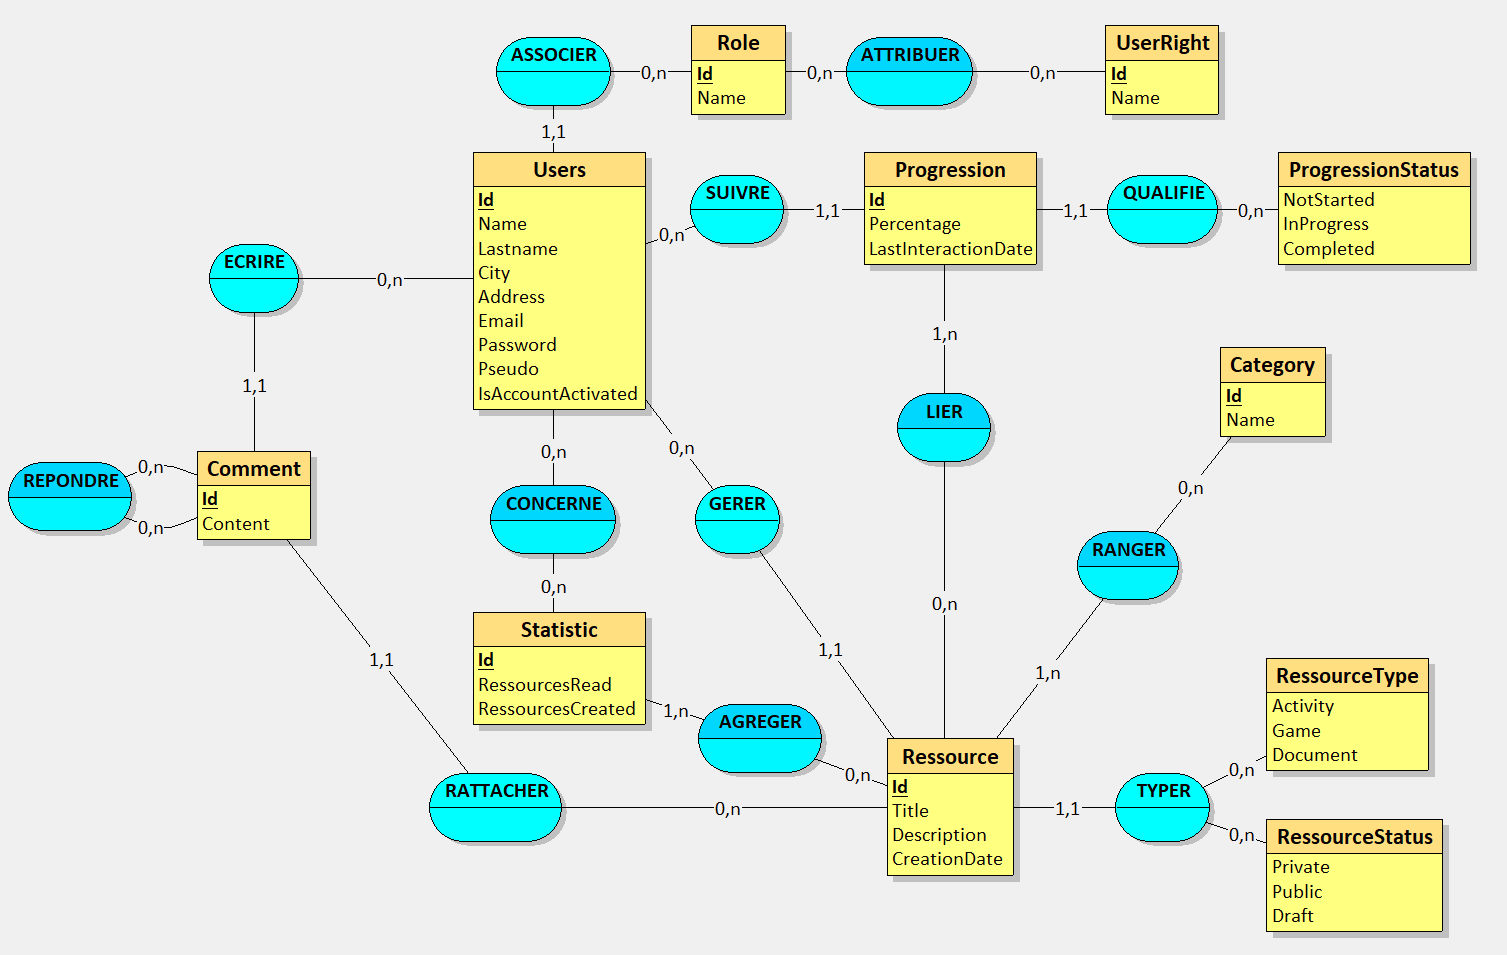 ASSOCIER
0,n
Role
Id
Name
0,n
ATTRIBUER
0,n
UserRight
Id
Name
1,1
Users
Id
Name
Lastname
City
Address
Email
Password
Pseudo
IsAccountActivated
0,n
SUIVRE
1,1
Progression
Id
Percentage
LastInteractionDate
1,1
QUALIFIE
0,n
ProgressionStatus
NotStarted
InProgress
Completed
ECRIRE
0,n
1,1
1,n
LIER
0,n
Category
Id
Name
0,n
RANGER
1,n
REPONDRE
0,n
0,n
Comment
Id
Content
0,n
CONCERNE
0,n
0,n
GERER
1,1
Statistic
Id
RessourcesRead
RessourcesCreated
1,n
AGREGER
0,n
1,1
RATTACHER
0,n
Ressource
Id
Title
Description
CreationDate
1,1
TYPER
0,n
0,n
RessourceType
Activity
Game
Document
RessourceStatus
Private
Public
Draft